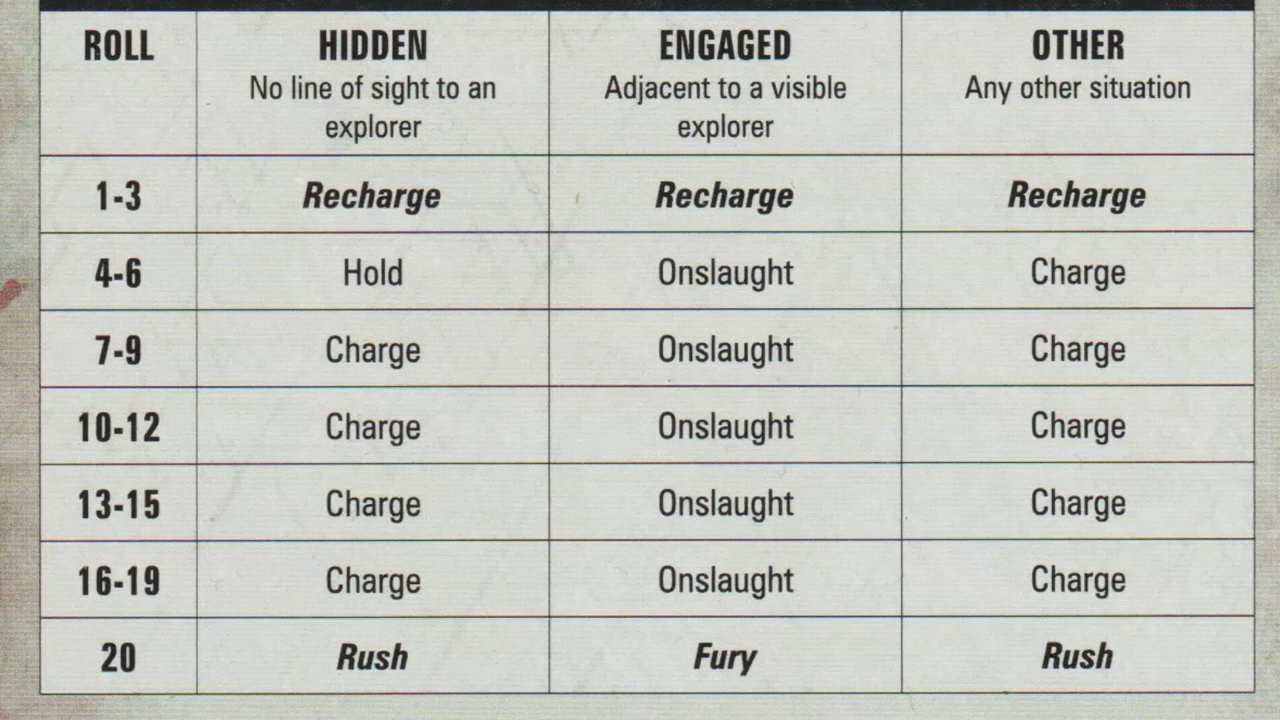 ROLL HIDDEN ENGAGED OTHER
No line of sight to an Adjacent to a visible Any other situation
explorer explorer
1-3 Recharge Recharge Recharge
4-6 Hold Onslaught Charge
7-9 Charge Onslaught Charge
10-12 Charge Onslaught Charge
13-15 Charge Onslaught Charge
16-19 Charge Onslaught Charge
20 Rush Fury Rush